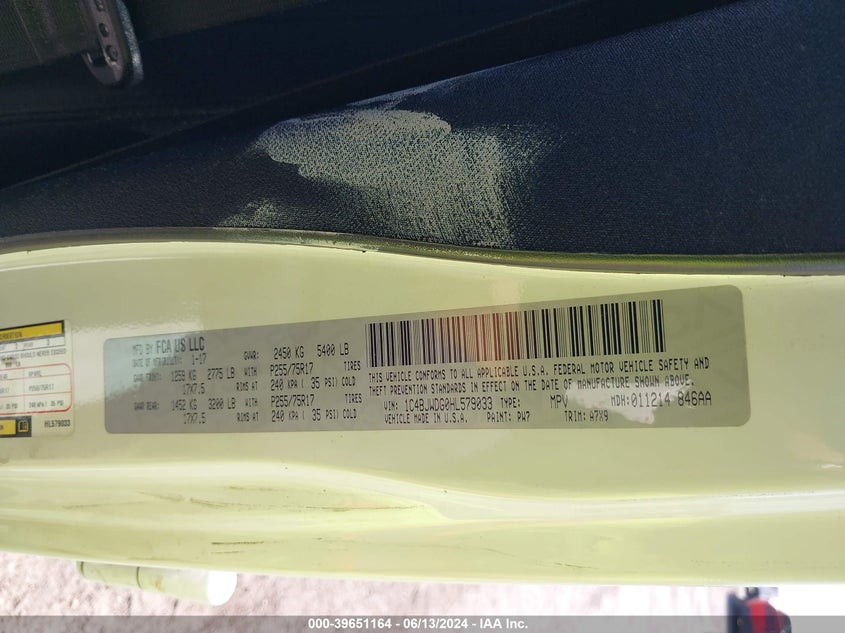 MFD BY FCA US LLC
DATE OF MFR: 1-17 GVWR: 2450 KG 5400 LB
GAWR FRONT: 1259 KG 2775 LB WITH P255/75R17 TIRES
17X7.5 RIMS AT 240 KPA ( 35 PSI) COLD
GAWR REAR: 1452 KG 3200 LB WITH P255/75R17 TIRES
17X7.5 RIMS AT 240 KPA ( 35 PSI) COLD
THIS VEHICLE CONFORMS TO ALL APPLICABLE U.S.A. FEDERAL MOTOR VEHICLE SAFETY AND
THEFT PREVENTION STANDARDS IN EFFECT ON THE DATE OF MANUFACTURE SHOWN ABOVE.
VIN: 1C4BJWDG0HL579033 TYPE: MPV MDH: 011214 846AA
VEHICLE MADE IN U.S.A. PAINT: PW7 TRIM: A7X9
HL579033
000-39651164 - 06/13/2024 - IAA Inc.